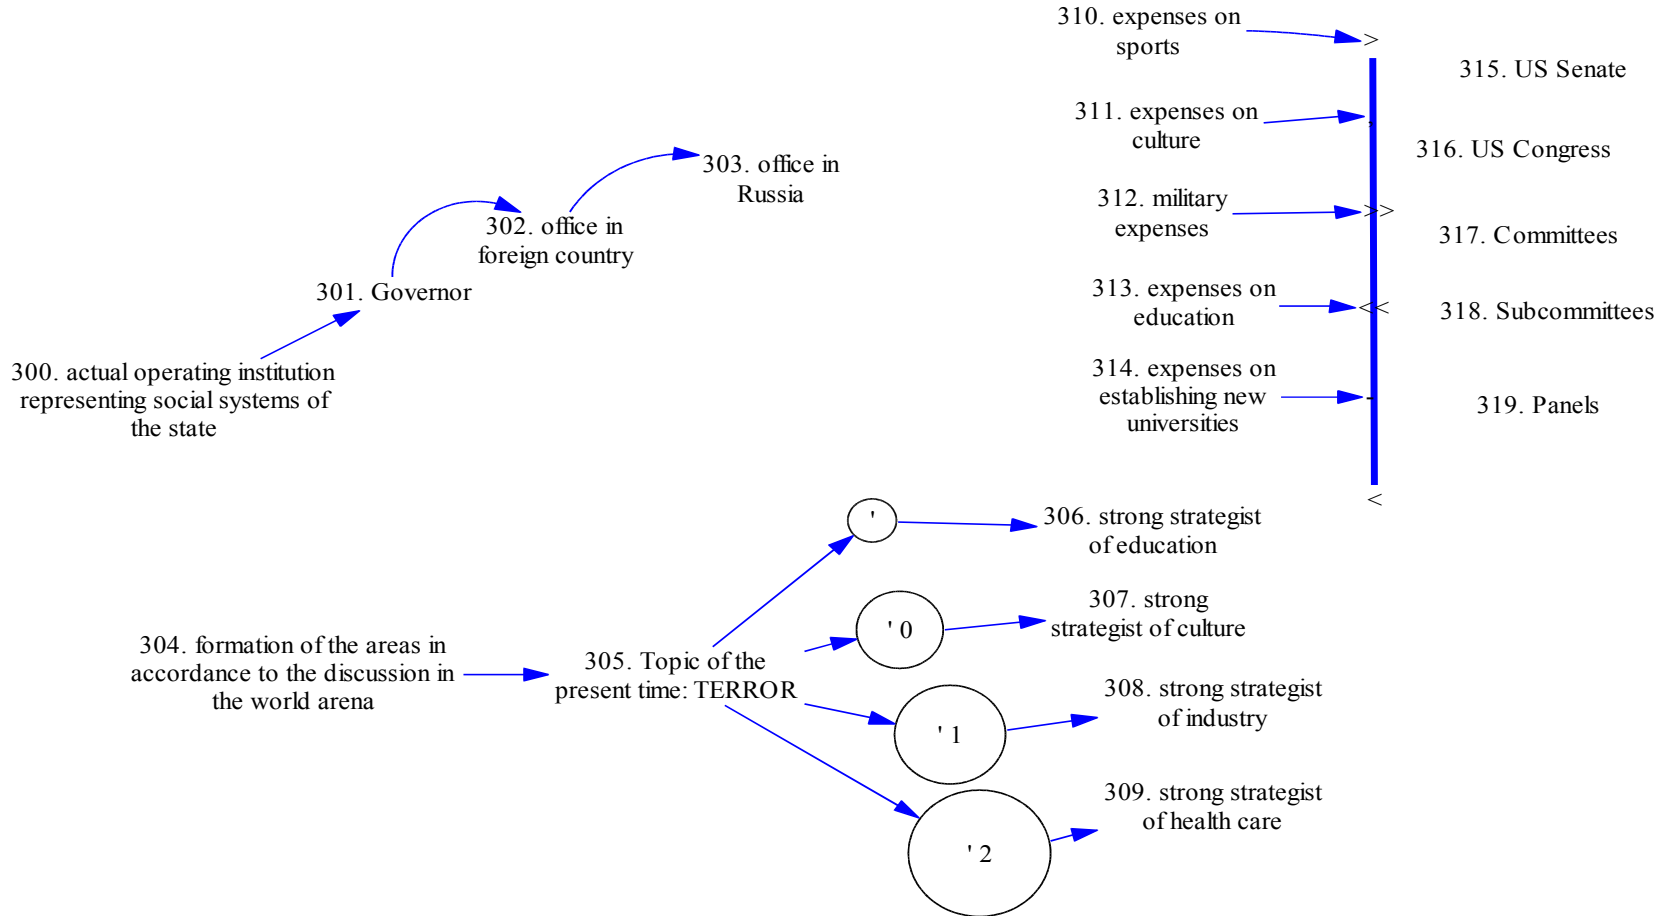 310. expenses on
sports
>
315. US Senate
311. expenses on
culture
316. US Congress
303. office in
Russia
312. military
expenses
>>
302. office in
foreign country
317. Committees
301. Governor
313. expenses on
education
<<
318. Subcommittees
300. actual operating institution
representing social systems of
the state
314. expenses on
establishing new
universities
-
319. Panels
<
'
306. strong strategist
of education
304. formation of the areas in
accordance to the discussion in
the world arena
305. Topic of the
present time: TERROR
' 0
307. strong
strategist of culture
' 1
308. strong strategist
of industry
' 2
309. strong strategist
of health care